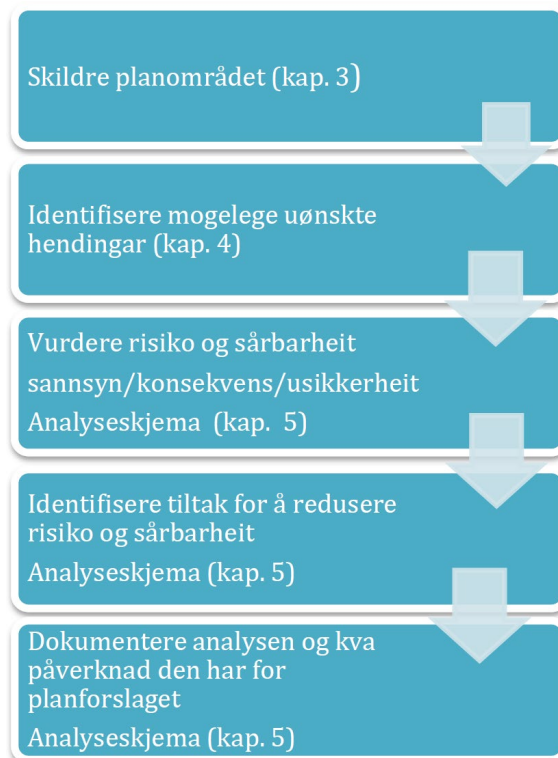 Skildre planområdet (kap. 3)
Identifisere mogelege uønskte
hendingar (kap. 4)
Vurdere risiko og sårbarheit
sannsyn/konsekvens/usikkerheit
Analyseskjema (kap. 5)
Identifisere tiltak for å redusere
risiko og sårbarheit
Analyseskjema (kap. 5)
Dokumentere analysen og kva
påverknad den har for
planforslaget
Analyseskjema (kap. 5)